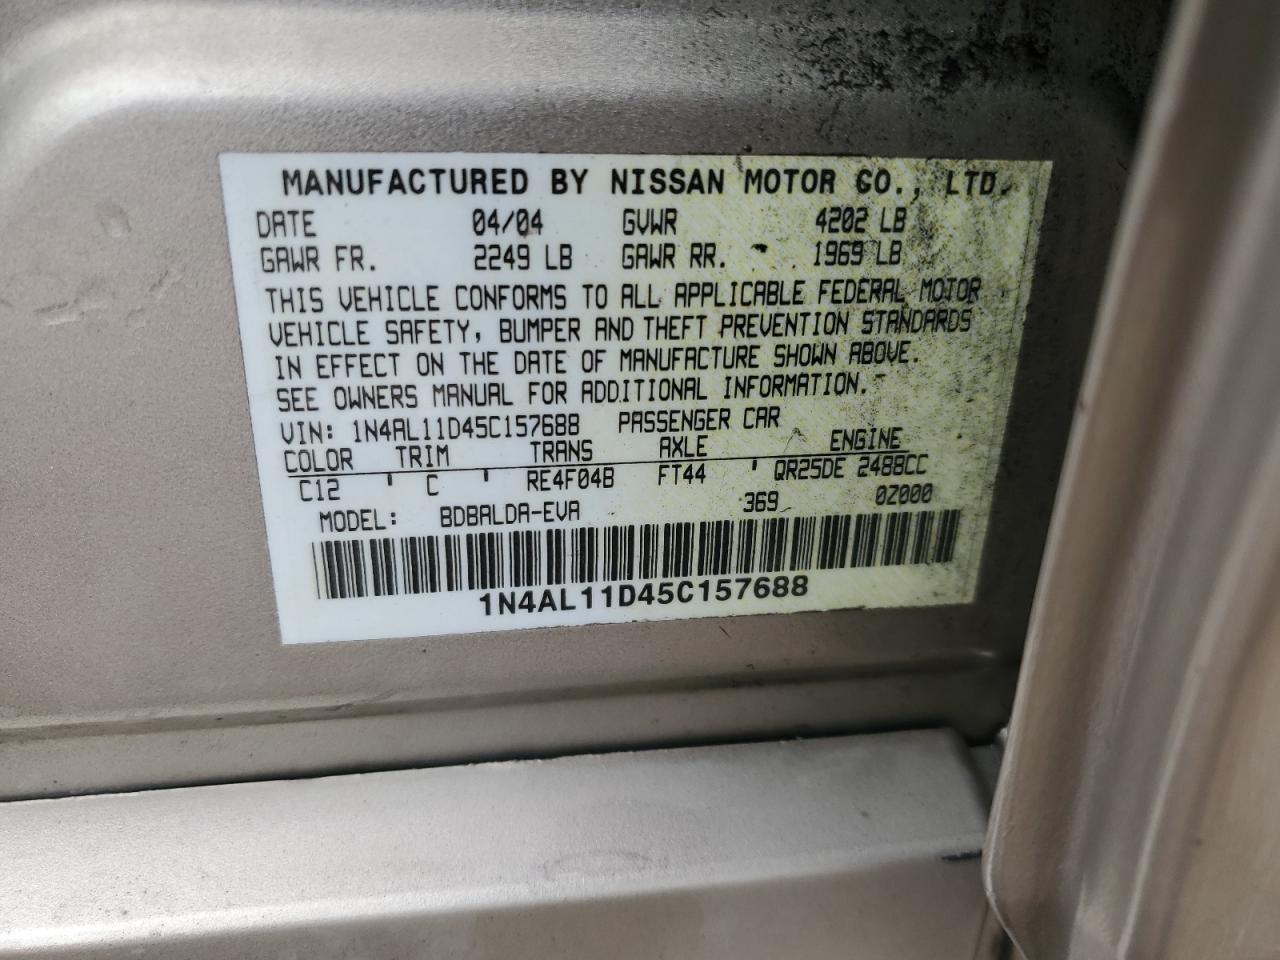 MANUFACTURED BY NISSAN MOTOR CO., LTD.
DATE 04/04 GVWR 4202 LB
GAWR FR. 2249 LB GAWR RR. 1969 LB
THIS VEHICLE CONFORMS TO ALL APPLICABLE FEDERAL MOTOR
VEHICLE SAFETY, BUMPER AND THEFT PREVENTION STANDARDS
IN EFFECT ON THE DATE OF MANUFACTURE SHOWN ABOVE.
SEE OWNERS MANUAL FOR ADDITIONAL INFORMATION.
VIN: 1N4AL11D45C157688 PASSENGER CAR
COLOR TRIM TRANS AXLE ENGINE
C12 ' C ' RE4F04B FT44 ' QR25DE 2488CC
MODEL: BDBALDA-EVA 369 0Z000
1N4AL11D45C157688